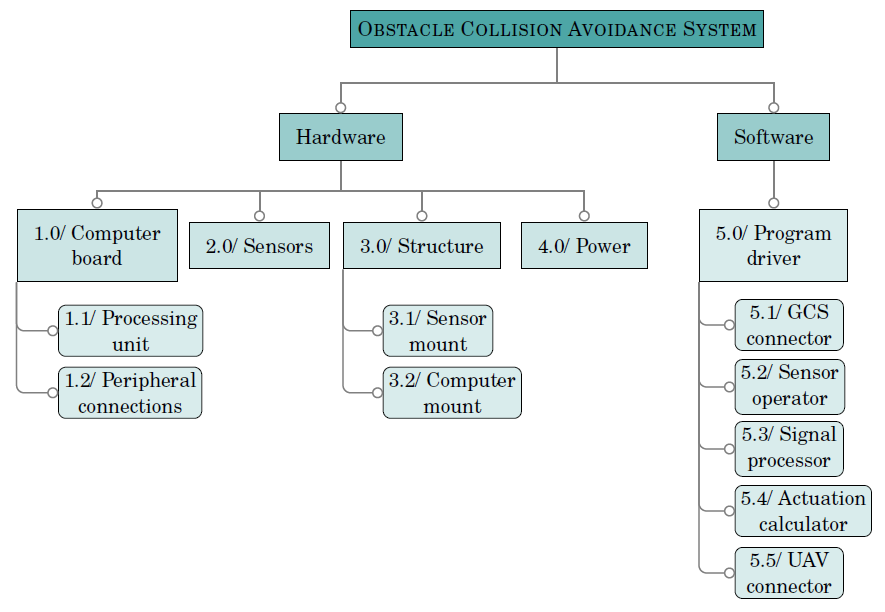 OBSTACLE COLLISION AVOIDANCE SYSTEM
Hardware
Software
1.0/ Computer
board
2.0/ Sensors
3.0/ Structure
4.0/ Power
5.0/ Program
driver
1.1/ Processing
unit
1.2/ Peripheral
connections
3.1/ Sensor
mount
3.2/ Computer
mount
5.1/ GCS
connector
5.2/ Sensor
operator
5.3/ Signal
processor
5.4/ Actuation
calculator
5.5/ UAV
connector